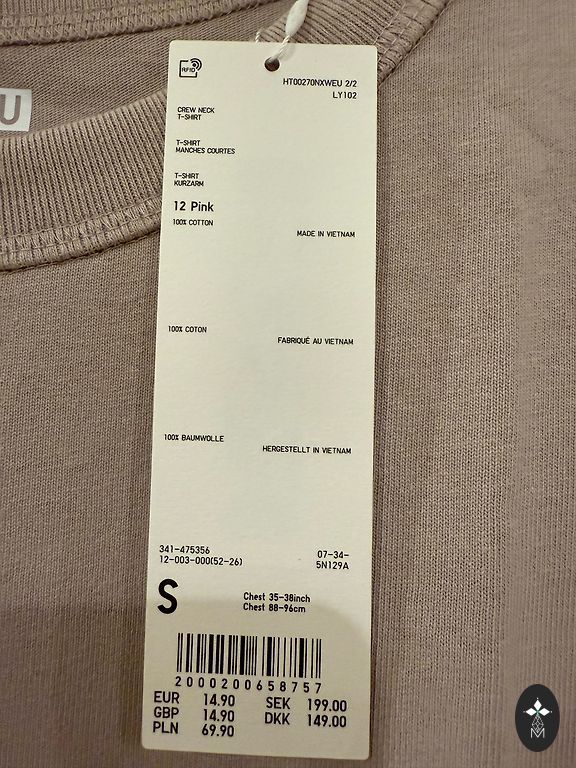 U
RFID
HT00270NXWEU 2/2
LY102
CREW NECK
T-SHIRT
T-SHIRT
MANCHES COURTES
T-SHIRT
KURZARM
12 Pink
100% COTTON
MADE IN VIETNAM
100% COTON
FABRIQUÉ AU VIETNAM
100% BAUMWOLLE
HERGESTELLT IN VIETNAM
341-475356
12-003-000(52-26)
07-34-
5N129A
S
Chest 35-38inch
Chest 88-96cm
2000200658757
EUR 14.90 SEK 199.00
GBP 14.90 DKK 149.00
PLN 69.90
M